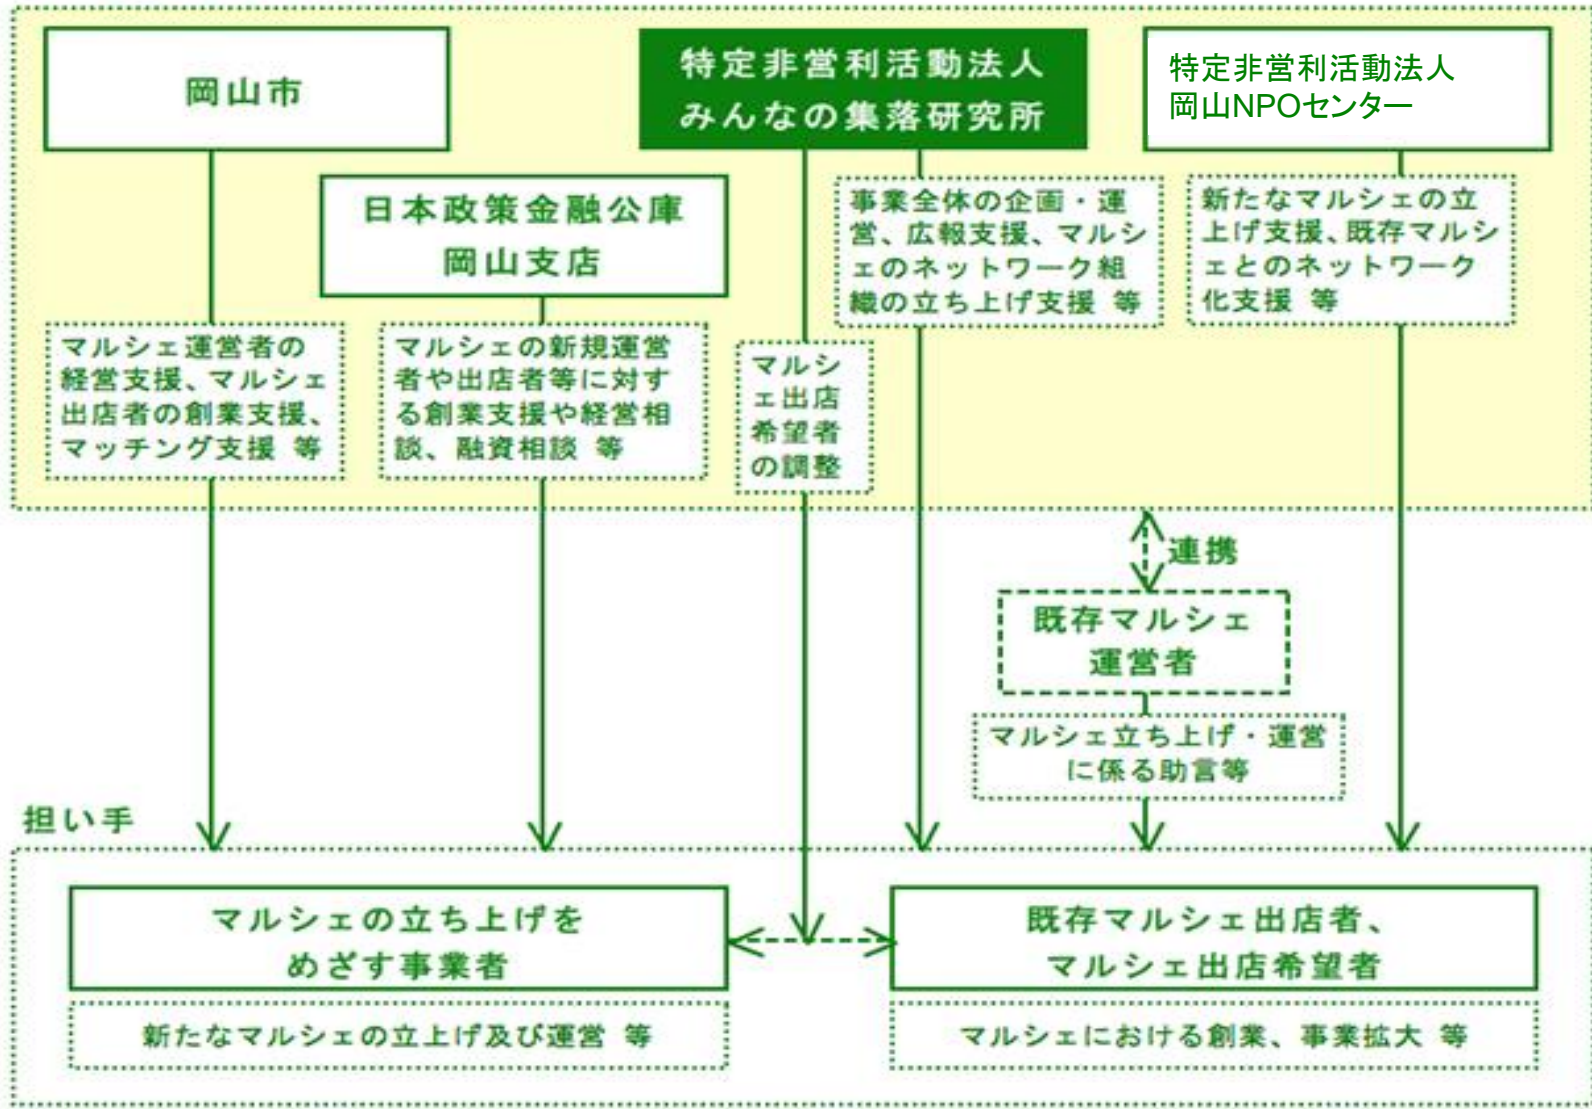 岡山市
特定非営利活動法人
みんなの集落研究所
特定非営利活動法人
岡山NPOセンター
日本政策金融公庫
岡山支店
マルシェ運営者の
経営支援、マルシェ
出店者の創業支援、
マッチング支援 等
マルシェの新規運営
者や出店者等に対す
る創業支援や経営相
談、融資相談 等
マルシ
ェ出店
希望者
の調整
事業全体の企画・運
営、広報支援、マルシ
ェのネットワーク組
織の立ち上げ支援 等
新たなマルシェの立
上げ支援、既存マルシ
ェとのネットワーク
化支援 等
連携
既存マルシェ
運営者
マルシェ立ち上げ・運営
に係る助言等
担い手
マルシェの立ち上げを
めざす事業者
新たなマルシェの立上げ及び運営 等
既存マルシェ出店者、
マルシェ出店希望者
マルシェにおける創業、事業拡大 等